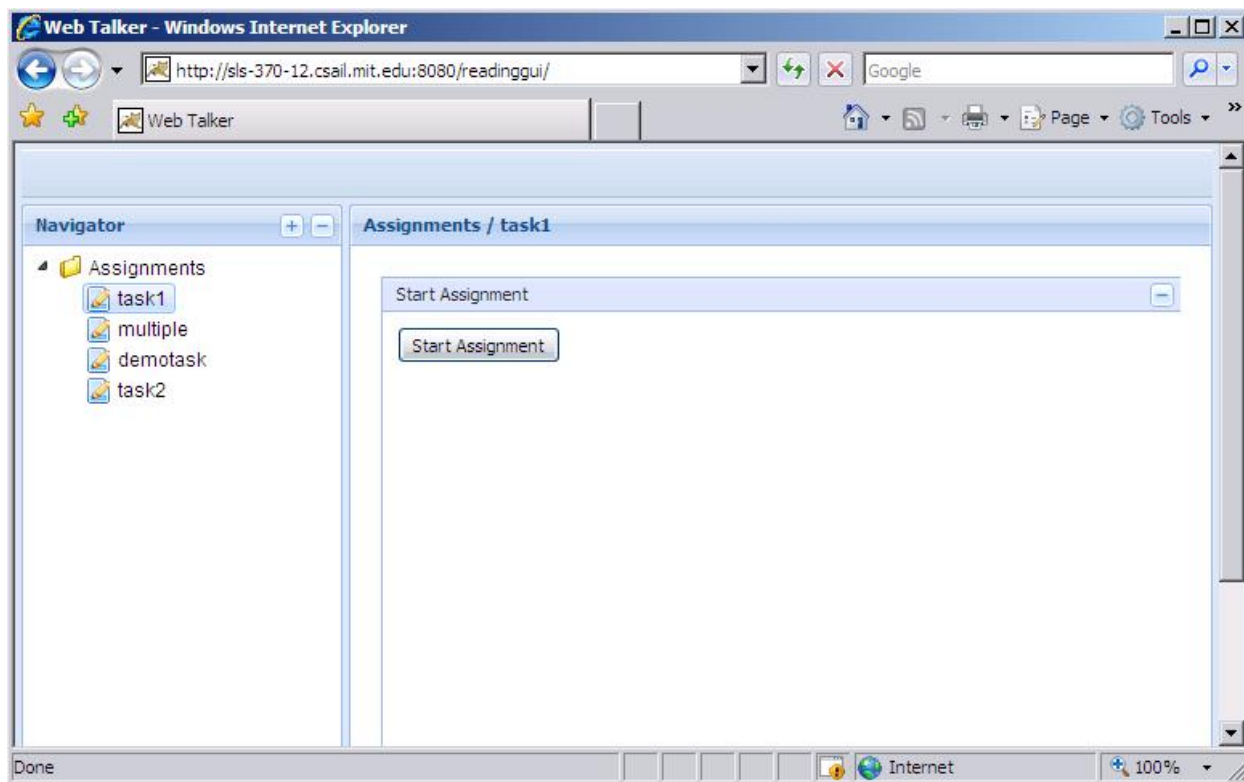 Web Talker - Windows Internet Explorer
http://sls-370-12.csail.mit.edu:8080/readinggui/
Google
Web Talker
Page
Tools
»
Navigator
+
−
Assignments / task1
Assignments
task1
multiple
demotask
task2
Start Assignment
−
Start Assignment
Done
Internet
100%